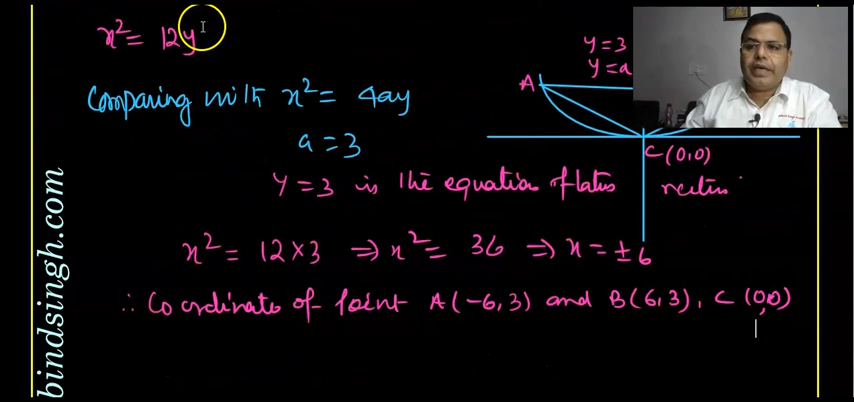 x² = 12y
y = 3
y = a
Comparing with x² = 4ay
A
a = 3
C (0,0)
y = 3 is the equation of latus rectum.
x² = 12 × 3 ⇒ x² = 36 ⇒ x = ± 6
∴ Coordinate of point A(-6, 3) and B(6, 3), C (0,0)
bindsingh.com